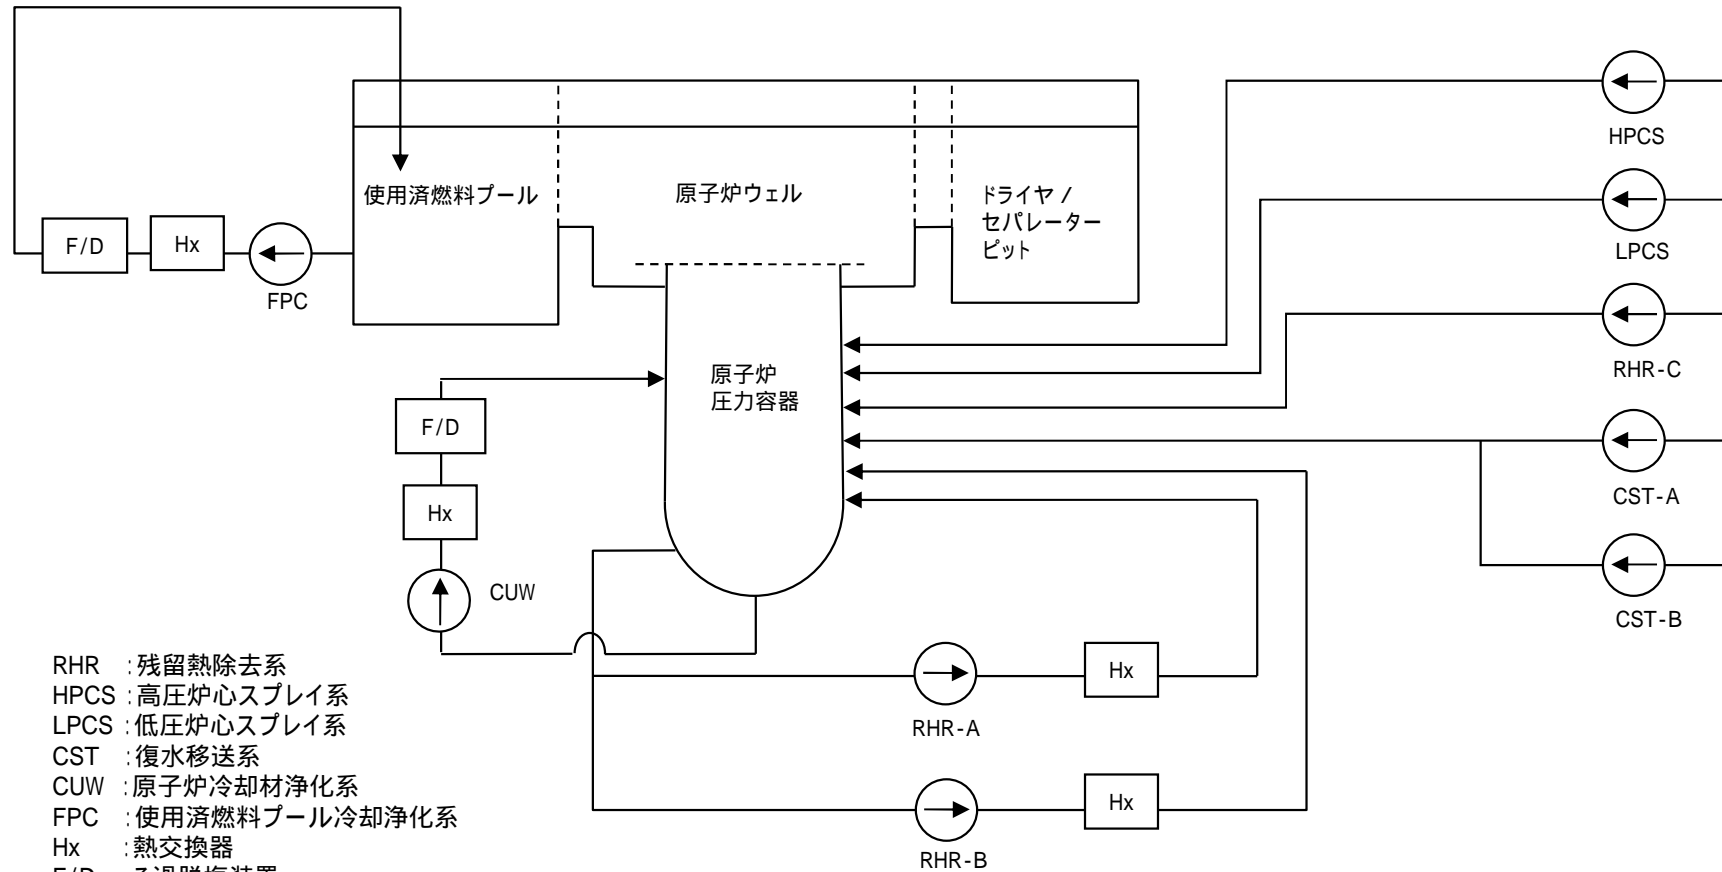 HPCS
使用済燃料プール
原子炉ウェル
ドライヤ /
セパレーター
ピット
F/D
Hx
FPC
LPCS
原子炉
圧力容器
RHR-C
F/D
Hx
CST-A
CUW
CST-B
Hx
RHR-A
Hx
RHR-B
RHR :残留熱除去系
HPCS :高圧炉心スプレイ系
LPCS :低圧炉心スプレイ系
CST :復水移送系
CUW :原子炉冷却材浄化系
FPC :使用済燃料プール冷却浄化系
Hx :熱交換器